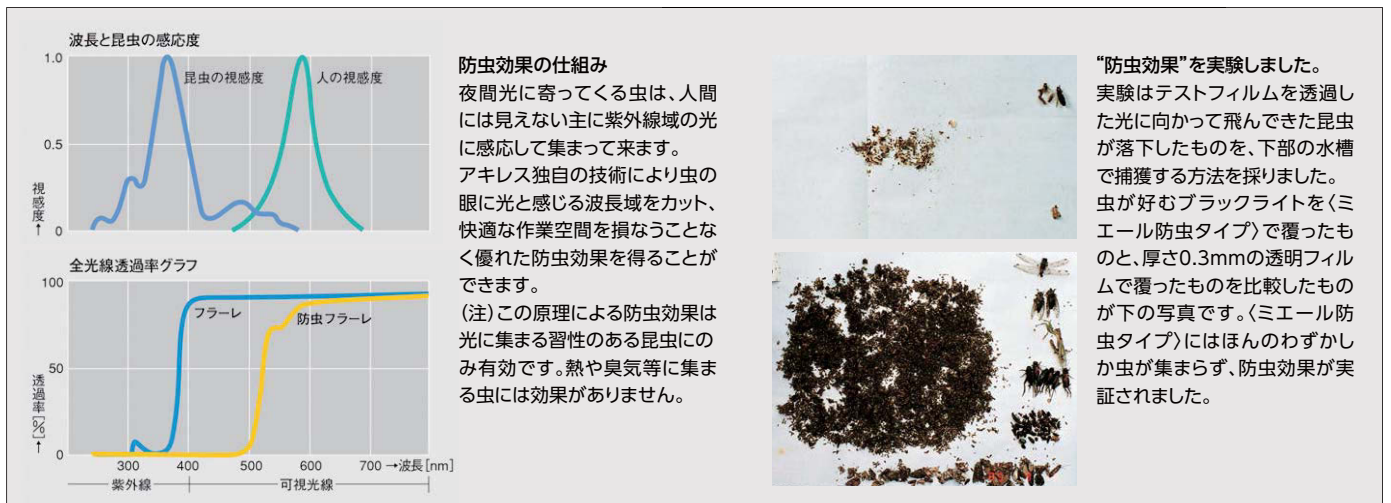 波長と昆虫の感応度
1.0
0.5
0
視感度→
昆虫の視感度
人の視感度
全光線透過率グラフ
100
50
0
透過率[%]→
フラーレ
防虫フラーレ
300
400
500
600
700
→波長[nm]
紫外線
可視光線
防虫効果の仕組み
夜間光に寄ってくる虫は、人間
には見えない主に紫外線域の光
に感応して集まって来ます。
アキレス独自の技術により虫の
眼に光と感じる波長域をカット、
快適な作業空間を損なうことな
く優れた防虫効果を得ることが
できます。
(注)この原理による防虫効果は
光に集まる習性のある昆虫にの
み有効です。熱や臭気等に集ま
る虫には効果がありません。
“防虫効果”を実験しました。
実験はテストフィルムを透過し
た光に向かって飛んできた昆虫
が落下したものを、下部の水槽
で捕獲する方法を採りました。
虫が好むブラックライトを〈ミ
エール防虫タイプ〉で覆ったも
のと、厚さ0.3mmの透明フィル
ムで覆ったものを比較したもの
が下の写真です。〈ミエール防
虫タイプ〉にはほんのわずかし
か虫が集まらず、防虫効果が実
証されました。